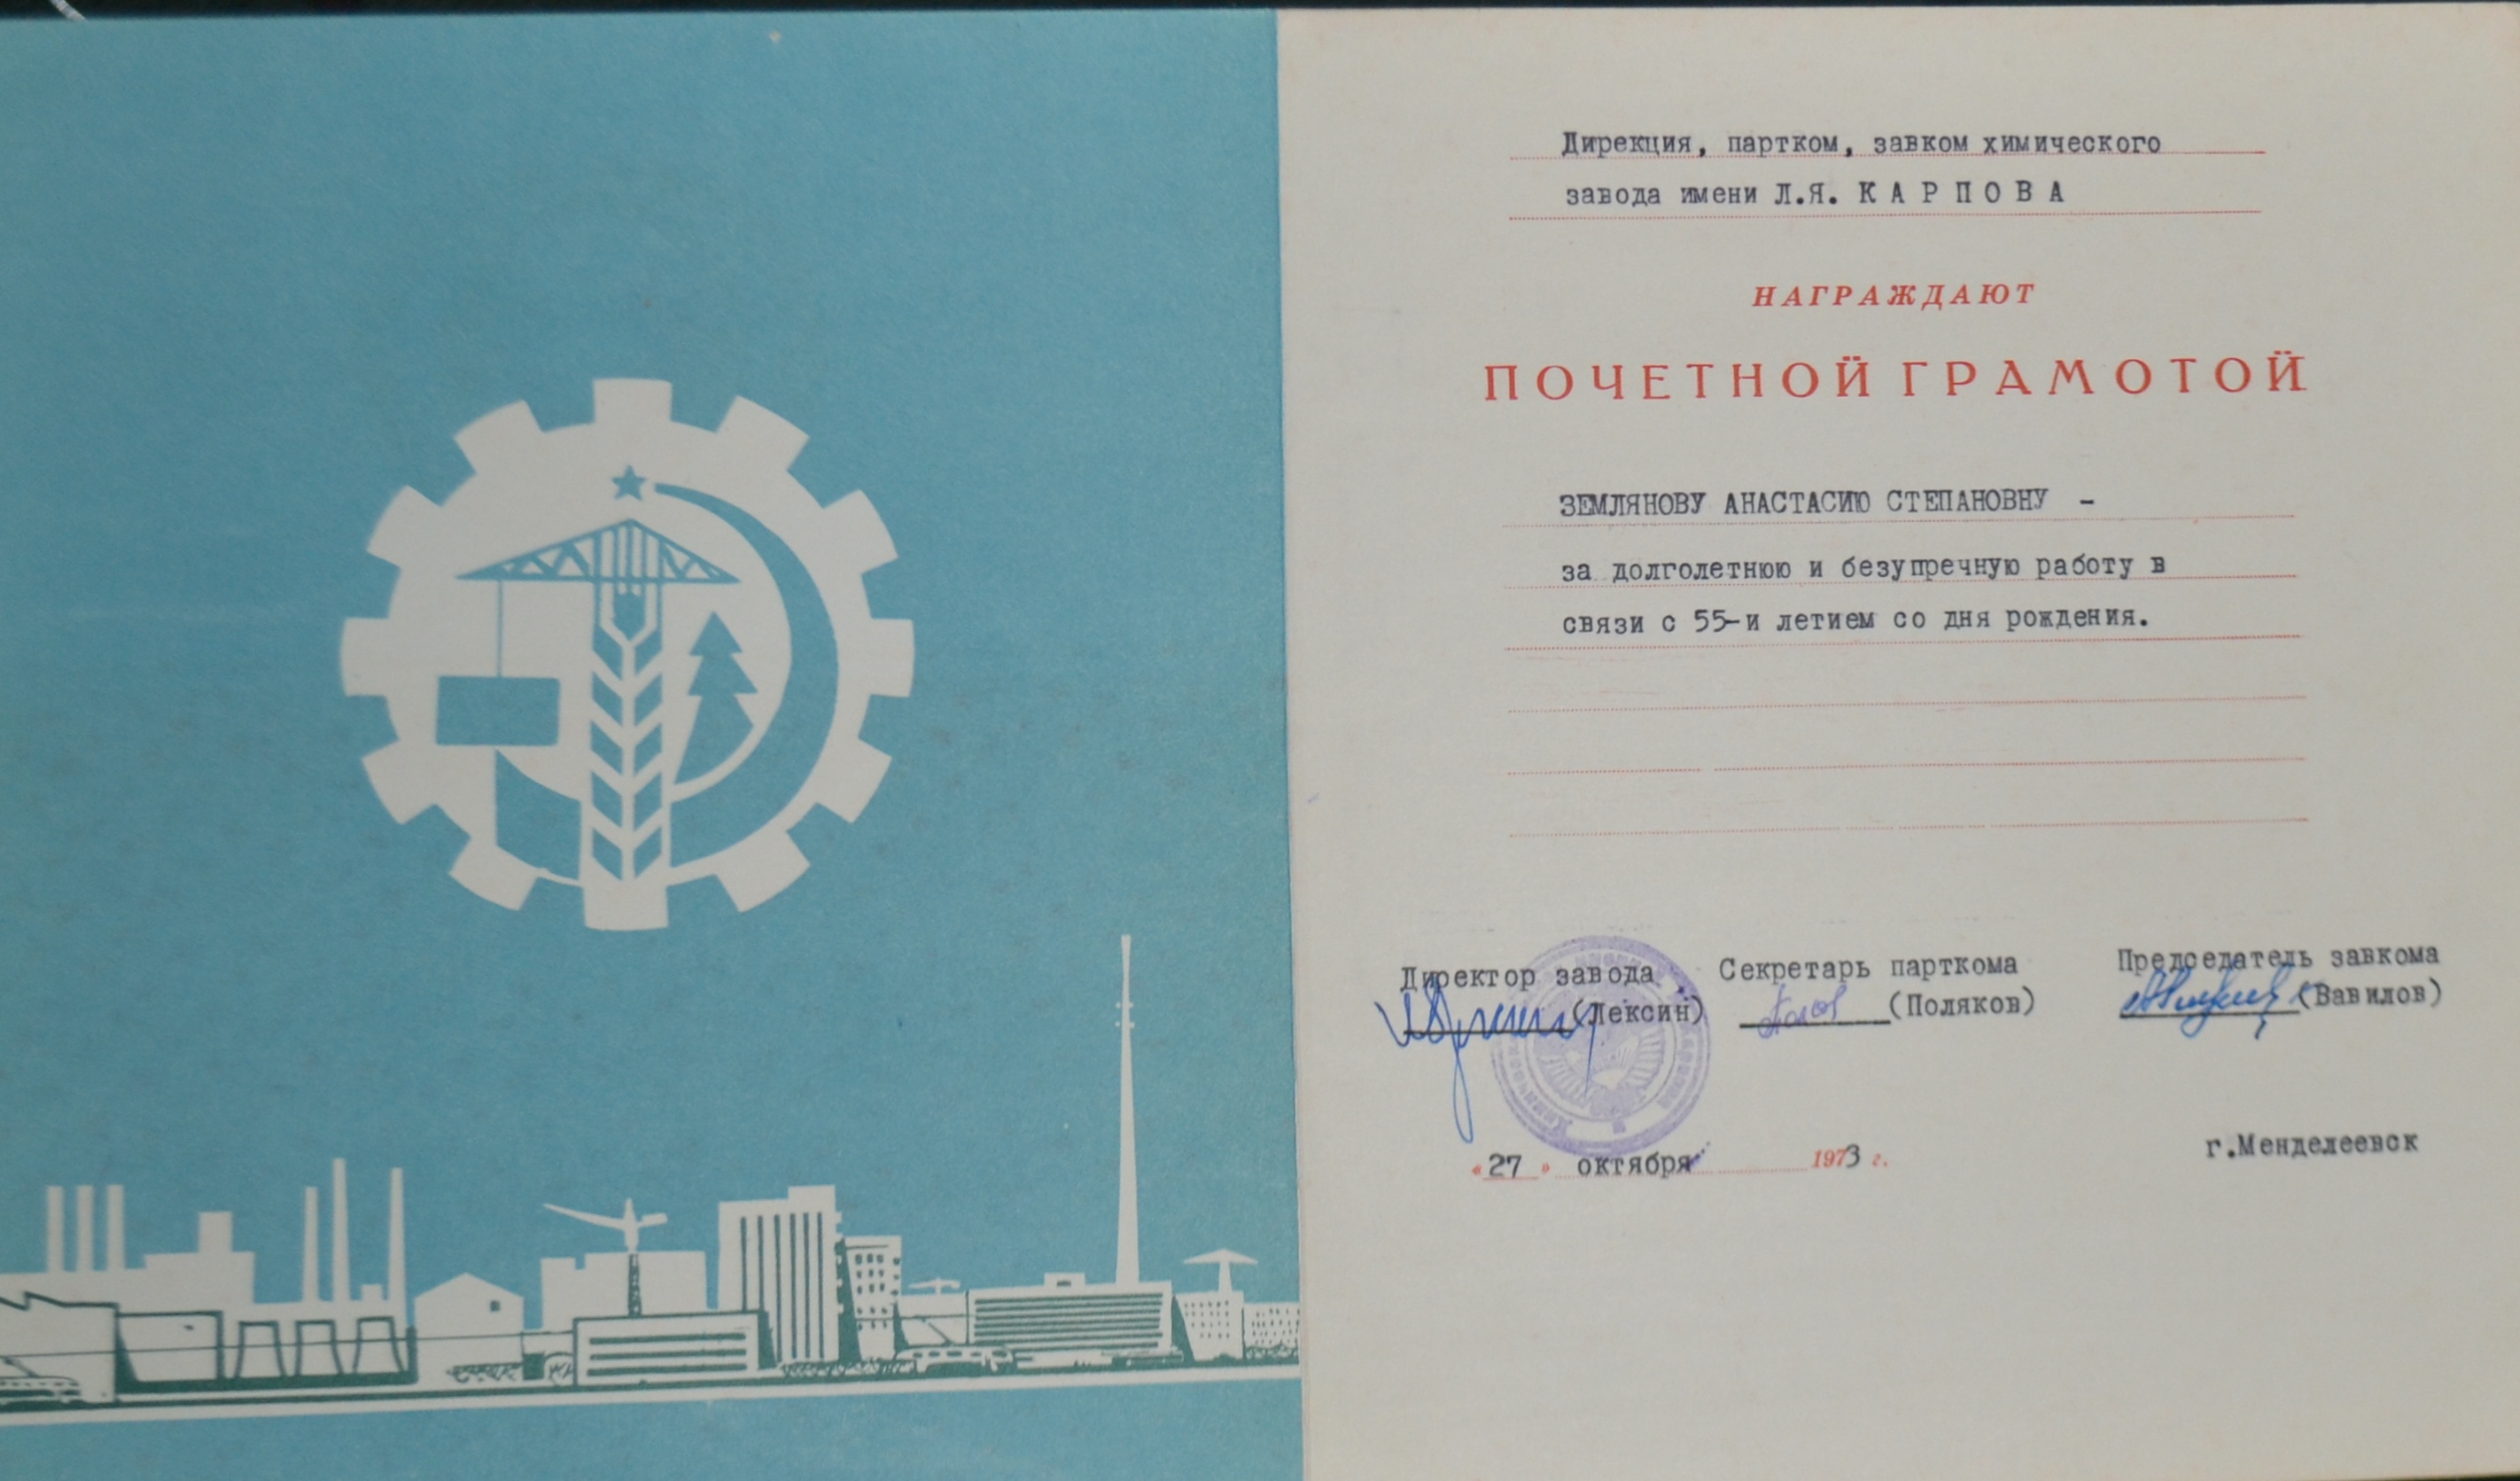 Дирекция, партком, завком химического
завода имени Л.Я. К А Р П О В А
НАГРАЖДАЮТ
ПОЧЕТНОЙ ГРАМОТОЙ
ЗЕМЛЯНОВУ АНАСТАСИЮ СТЕПАНОВНУ -
за долголетнюю и безупречную работу в
связи с 55-и летием со дня рождения.
Директор завода Секретарь парткома Председатель завкома
(Лексин) (Поляков) (Вавилов)
«27» октября 1973 г. г.Менделеевск